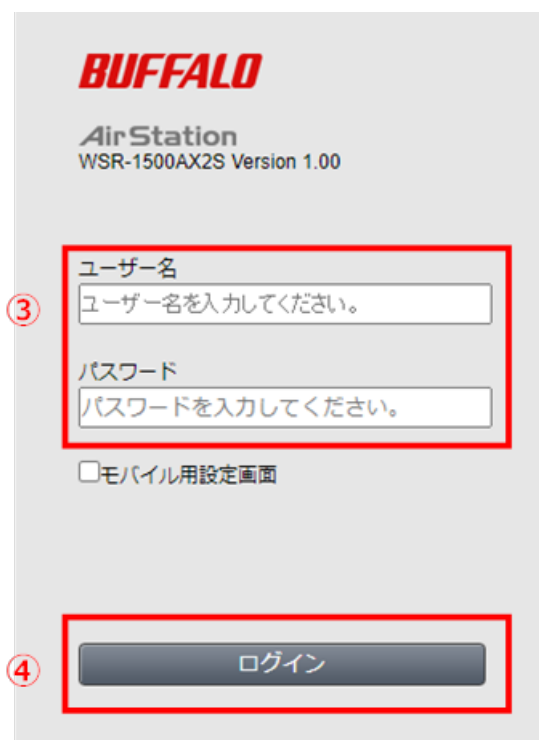 BUFFALO
AirStation
WSR-1500AX2S Version 1.00
ユーザー名
③
ユーザー名を入力してください。
パスワード
パスワードを入力してください。
モバイル用設定画面
④
ログイン